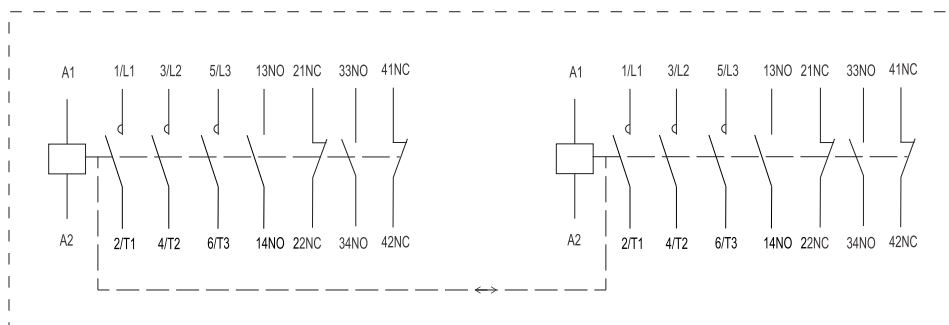 A1 1/L1 3/L2 5/L3 13NO 21NC 33NO 41NC A1 1/L1 3/L2 5/L3 13NO 21NC 33NO 41NC
A2 2/T1 4/T2 6/T3 14NO 22NC 34NO 42NC A2 2/T1 4/T2 6/T3 14NO 22NC 34NO 42NC